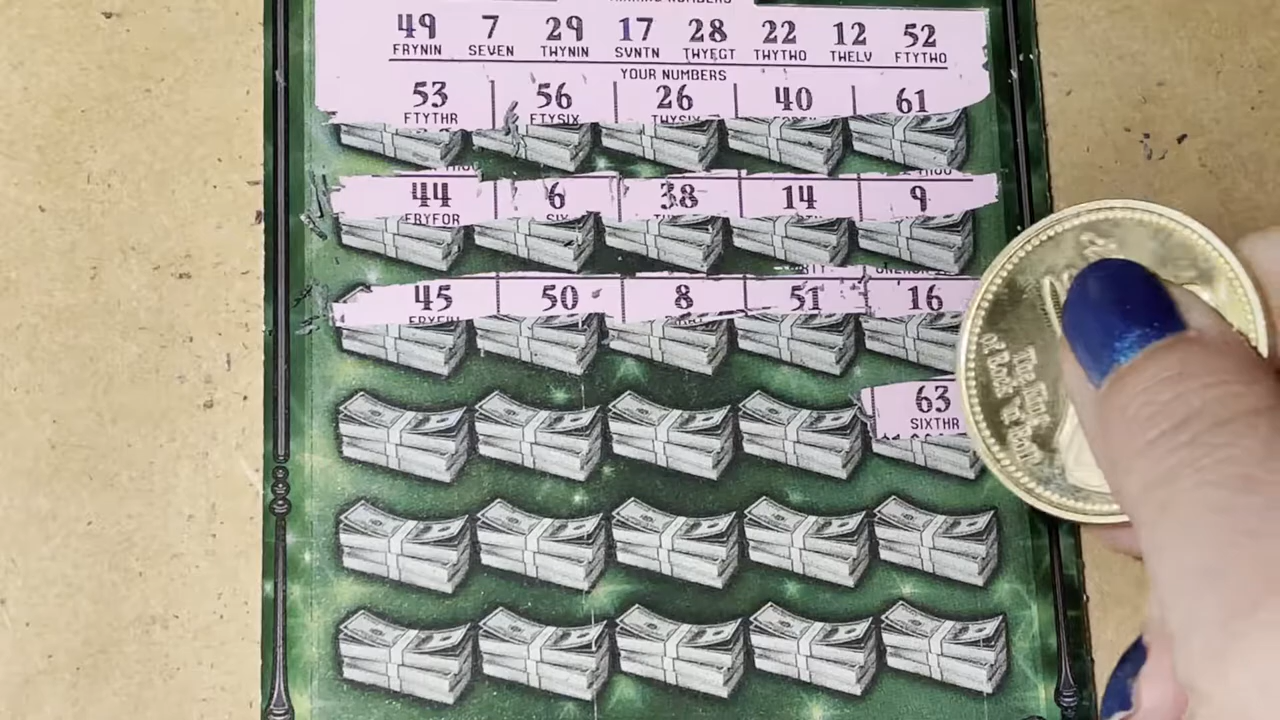 49 7 29 17 28 22 12 52
FRYNIN SEVEN THYNIN SVNTN THYEGT THYTHO THELV FTYTHO
YOUR NUMBERS
53 56 26 40 61
FTYTHR FTYSIX THYSIX
44 6 38 14 9
FRYFOR SIX
45 50 8 51 16
63
SIXTHR